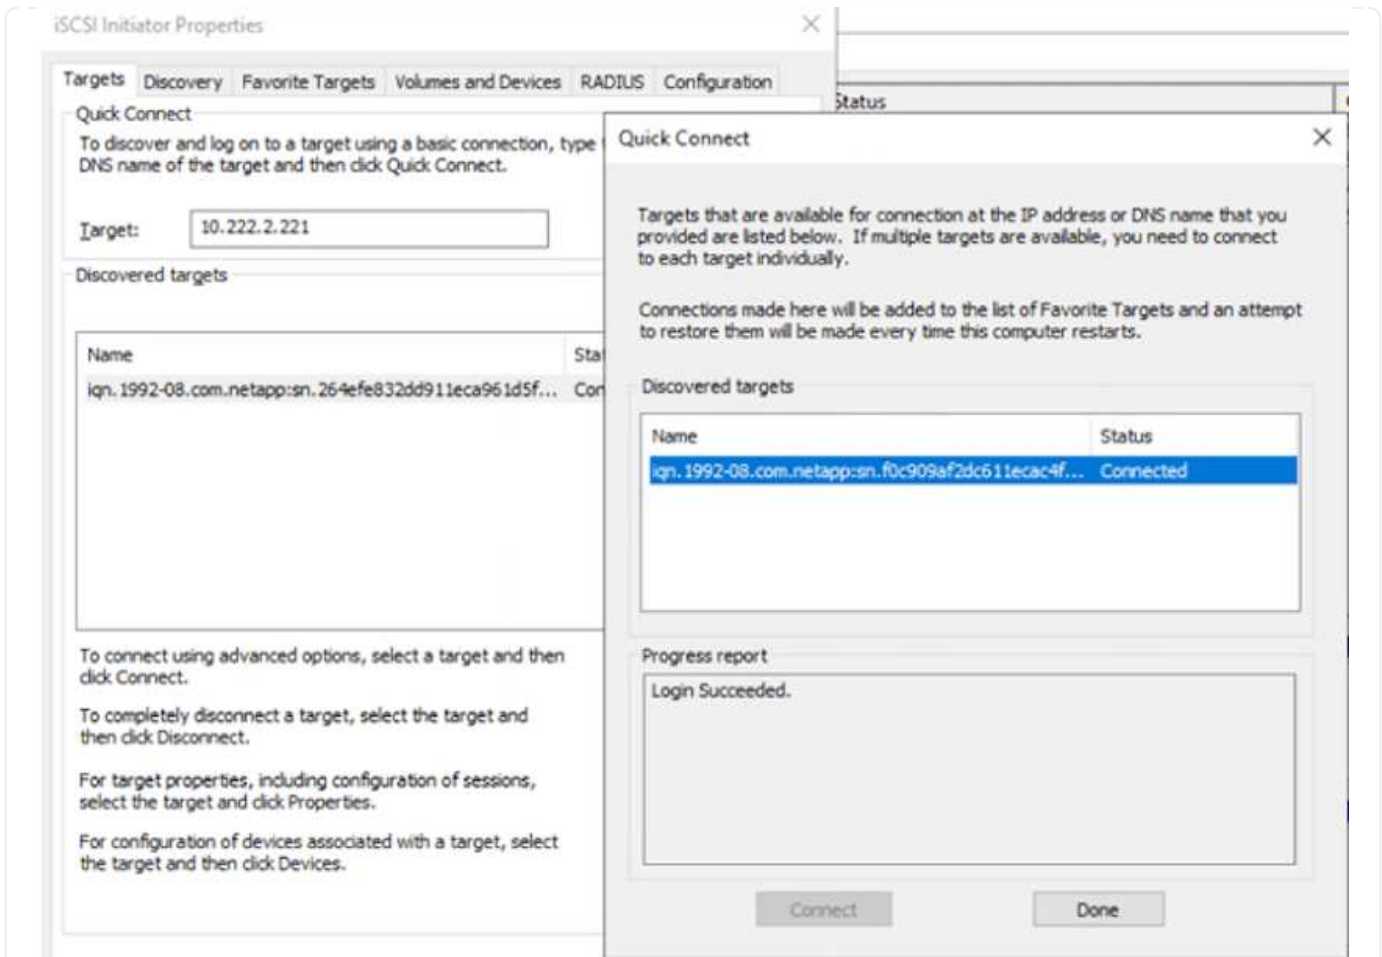 iSCSI Initiator Properties
Targets Discovery Favorite Targets Volumes and Devices RADIUS Configuration
Quick Connect
To discover and log on to a target using a basic connection, type
DNS name of the target and then click Quick Connect.
Target: 10.222.2.221
Discovered targets
Name
iqn.1992-08.com.netapp:sn.264efe832dd911eca961d5f... Con
To connect using advanced options, select a target and then
click Connect.
To completely disconnect a target, select the target and
then click Disconnect.
For target properties, including configuration of sessions,
select the target and click Properties.
For configuration of devices associated with a target, select
the target and then click Devices.
Status
Quick Connect
Targets that are available for connection at the IP address or DNS name that you
provided are listed below. If multiple targets are available, you need to connect
to each target individually.
Connections made here will be added to the list of Favorite Targets and an attempt
to restore them will be made every time this computer restarts.
Discovered targets
Name Status
iqn.1992-08.com.netapp:sn.f0c909af2dc611ecac4f... Connected
Progress report
Login Succeeded.
Connect Done